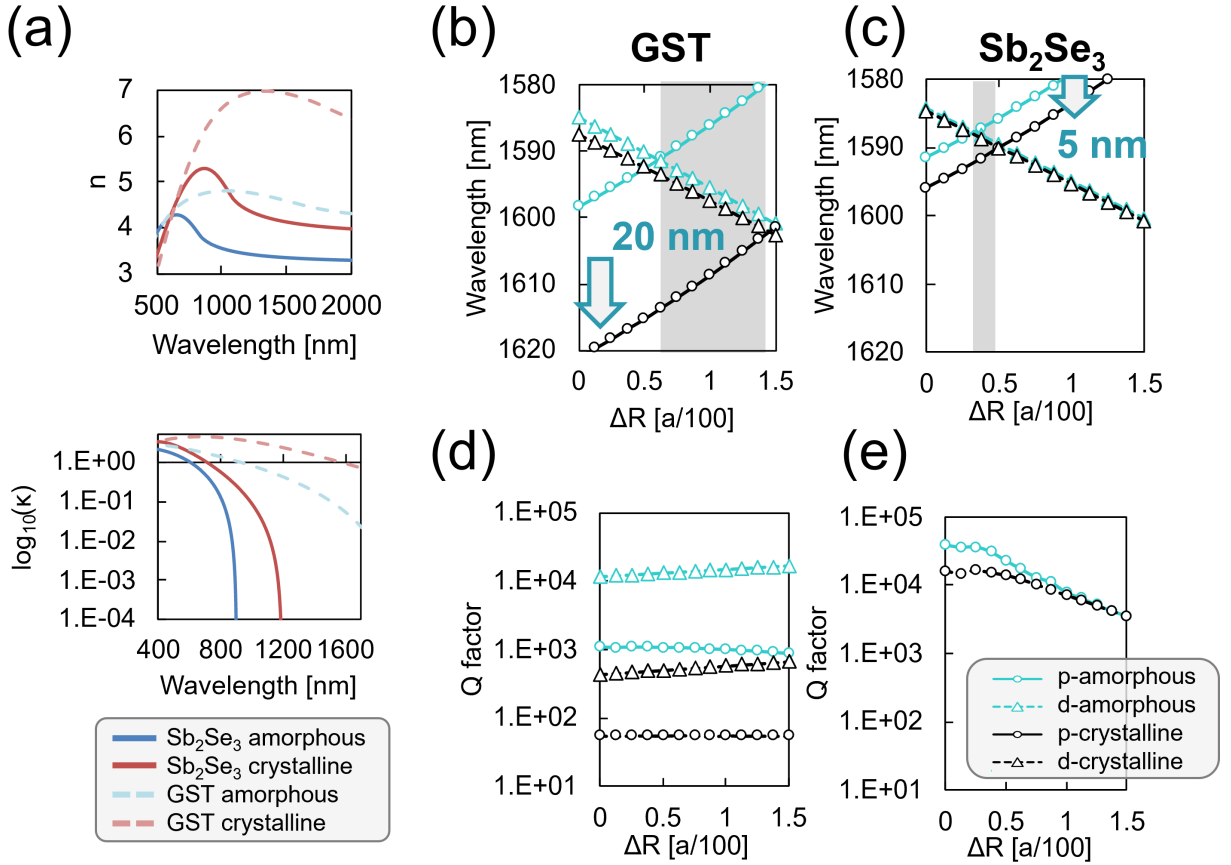 (a)
n
7
6
5
4
3
500 1000 1500 2000
Wavelength [nm]
log10(κ)
1.E+00
1.E-01
1.E-02
1.E-03
1.E-04
400 800 1200 1600
Wavelength [nm]
Sb2Se3 amorphous
Sb2Se3 crystalline
GST amorphous
GST crystalline
(b)
GST
Wavelength [nm]
1580
1590
1600
1610
1620
20 nm
0 0.5 1 1.5
ΔR [a/100]
(c)
Sb2Se3
Wavelength [nm]
1580
1590
1600
1610
1620
5 nm
0 0.5 1 1.5
ΔR [a/100]
(d)
Q factor
1.E+05
1.E+04
1.E+03
1.E+02
1.E+01
0 0.5 1 1.5
ΔR [a/100]
(e)
Q factor
1.E+05
1.E+04
1.E+03
1.E+02
1.E+01
0 0.5 1 1.5
ΔR [a/100]
p-amorphous
d-amorphous
p-crystalline
d-crystalline